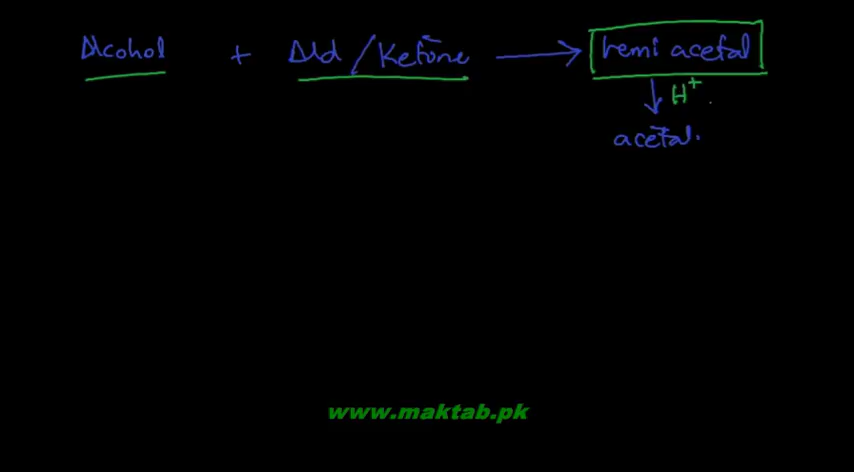 Alcohol + Ald / Ketone → hemi acetal
↓ H⁺
acetal.
www.maktab.pk